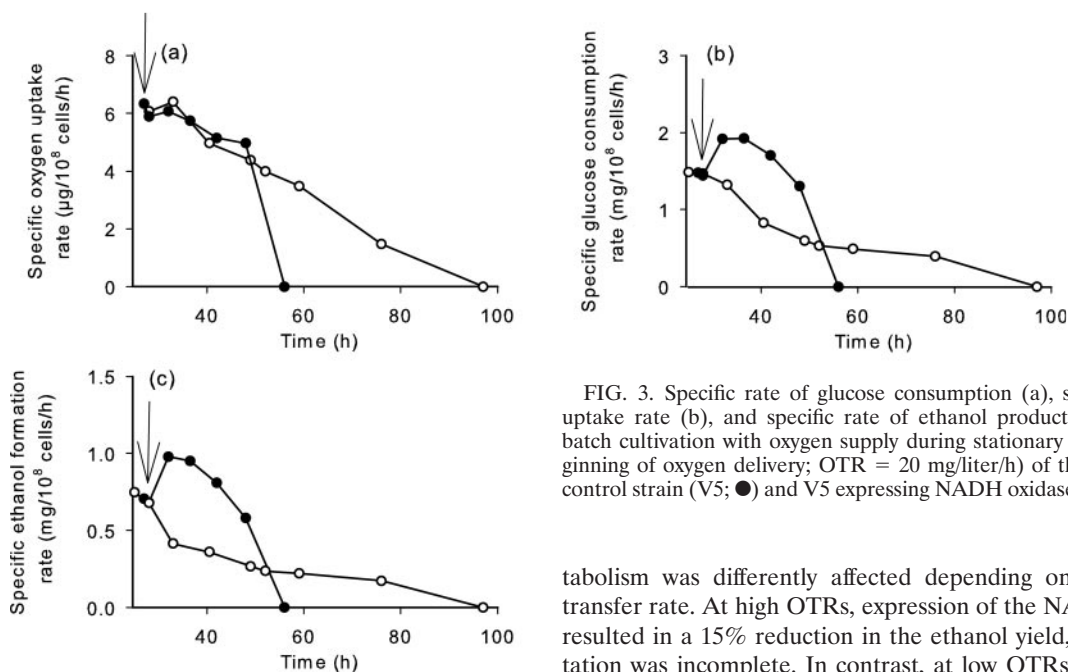 (a)
8
6
4
2
0
Specific oxygen uptake
rate (µg/10⁸ cells/h)
40 60 80 100
Time (h)
(b)
3
2
1
0
Specific glucose consumption
rate (mg/10⁸ cells/h)
40 60 80 100
Time (h)
(c)
1.5
1.0
0.5
0.0
Specific ethanol formation
rate (mg/10⁸ cells/h)
40 60 80 100
Time (h)
FIG. 3. Specific rate of glucose consumption (a), s
uptake rate (b), and specific rate of ethanol product
batch cultivation with oxygen supply during stationary
ginning of oxygen delivery; OTR = 20 mg/liter/h) of th
control strain (V5; ●) and V5 expressing NADH oxidase
tabolism was differently affected depending on
transfer rate. At high OTRs, expression of the NA
resulted in a 15% reduction in the ethanol yield,
tation was incomplete. In contrast, at low OTRs,